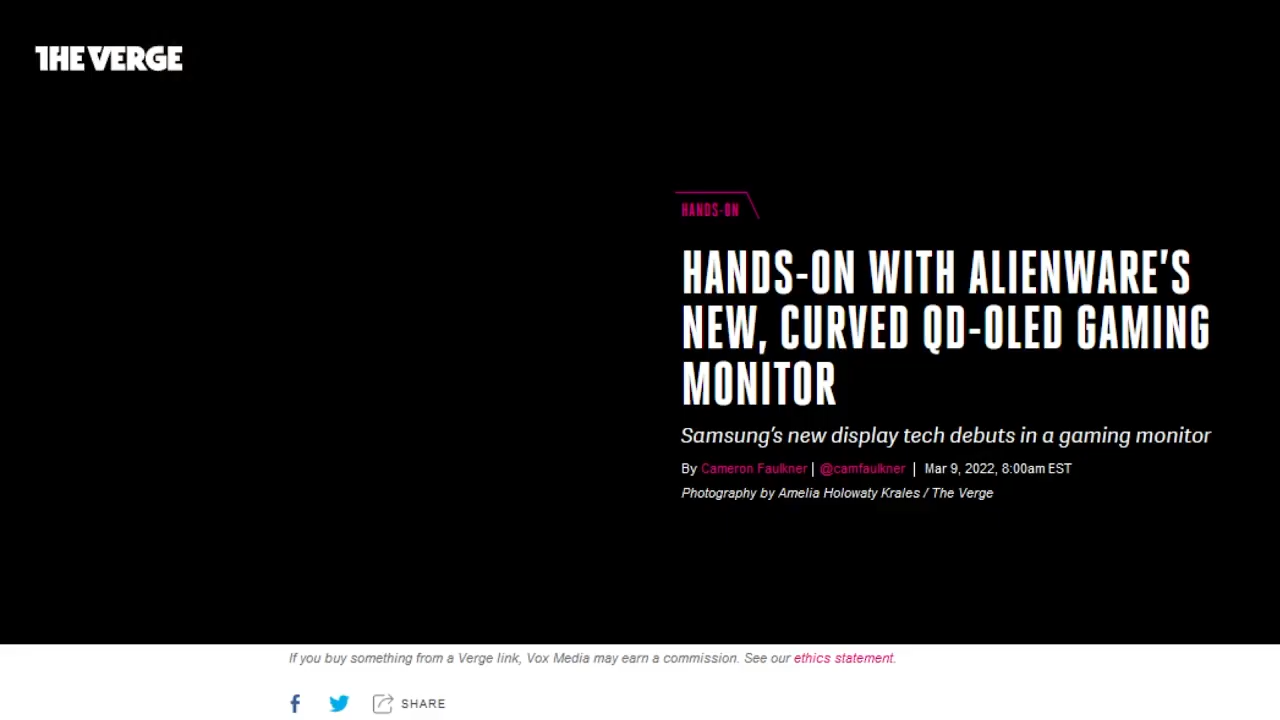 THE VERGE
HANDS-ON
HANDS-ON WITH ALIENWARE'S
NEW, CURVED QD-OLED GAMING
MONITOR
Samsung's new display tech debuts in a gaming monitor
By Cameron Faulkner | @camfaulkner | Mar 9, 2022, 8:00am EST
Photography by Amelia Holowaty Krales / The Verge
If you buy something from a Verge link, Vox Media may earn a commission. See our ethics statement.
SHARE